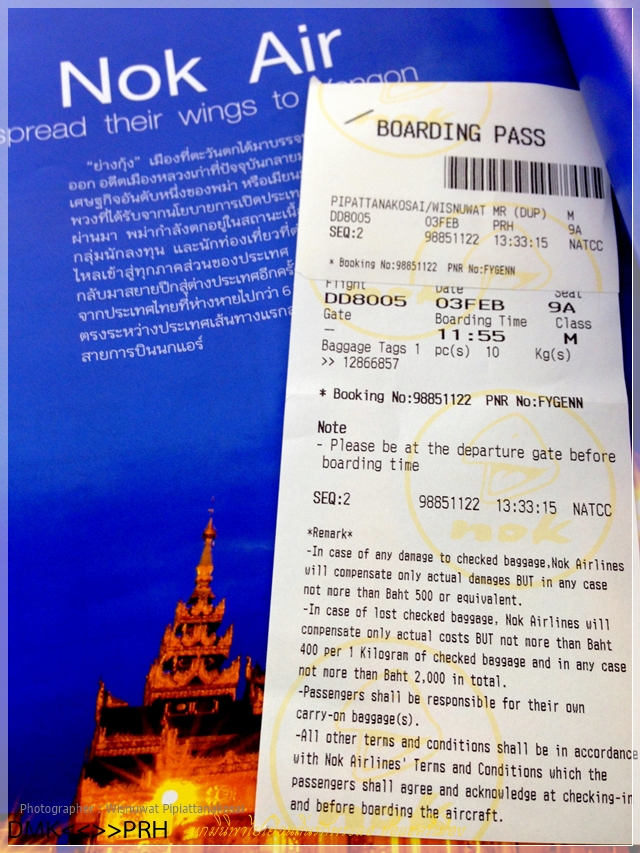 Nok Air
spread their wings to Yangon
"ย่างกุ้ง" เมืองที่ตะวันตกได้มาบรรจ
ออก อดีตเมืองหลวงเก่าที่ปัจจุบันกลายม
เศรษฐกิจอันดับหนึ่งของพม่า หรือเมียน
พวงที่ได้รับจากนโยบายการเปิดประเท
ผ่านมา พม่ากำลังตกอยู่ในสถานะเนื้อ
กลุ่มนักลงทุน และนักท่องเที่ยวที่ต่
ไหลเข้าสู่ทุกภาคส่วนของประเทศ
กลับมาสยายปีกสู่ต่างประเทศอีกครั้
จากประเทศไทยที่ห่างหายไปกว่า 6
ตรงระหว่างประเทศเส้นทางแรกส
สายการบินนกแอร์
BOARDING PASS
PIPATTANAKOSAI/WISNUWAT MR (DUP) M
DD8005 03FEB PRH 9A
SEQ:2 98851122 13:33:15 NATCC
* Booking No:98851122 PNR No:FYGENN
Flight Date Seat
DD8005 03FEB 9A
Gate Boarding Time Class
– 11:55 M
Baggage Tags 1 pc(s) 10 Kg(s)
>> 12866857
* Booking No:98851122 PNR No:FYGENN
Note
- Please be at the departure gate before
boarding time
SEQ:2 98851122 13:33:15 NATCC
*Remark*
-In case of any damage to checked baggage,Nok Airlines
will compensate only actual damages BUT in any case
not more than Baht 500 or equivalent.
-In case of lost checked baggage, Nok Airlines will
compensate only actual costs BUT not more than Baht
400 per 1 Kilogram of checked baggage and in any case
not more than Baht 2,000 in total.
-Passengers shall be responsible for their own
carry-on baggage(s).
-All other terms and conditions shall be in accordance
with Nok Airlines' Terms and Conditions which the
passengers shall agree and acknowledge at checking-in
and before boarding the aircraft.
nok
Photographer : Wisnuwat
DMK<<>>PRH